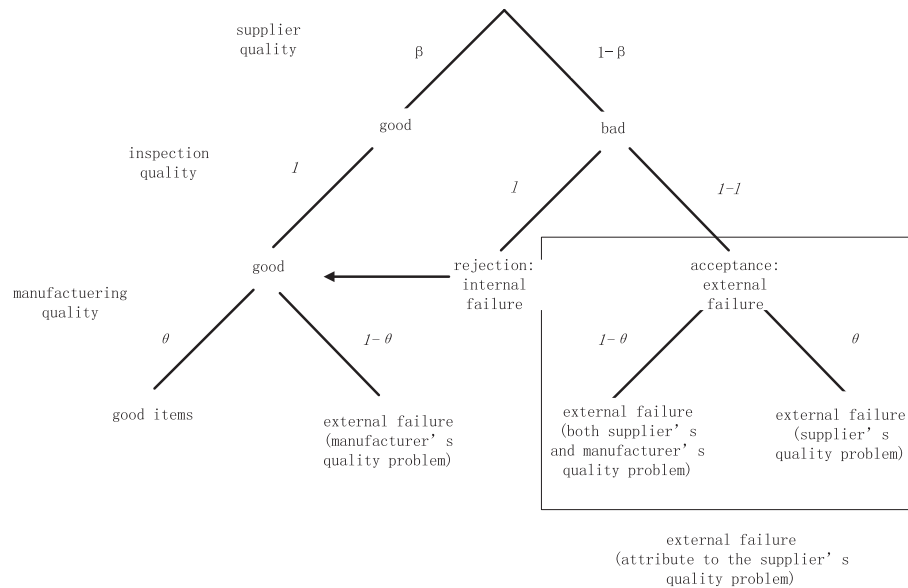 supplier
quality
β
1-β
good
bad
inspection
quality
1
l
1-l
good
rejection:
internal
failure
acceptance:
external
failure
manufactuering
quality
θ
1-θ
1-θ
θ
good items
external failure
(manufacturer’s
quality problem)
external failure
(both supplier’s
and manufacturer’s
quality problem)
external failure
(supplier’s
quality problem)
external failure
(attribute to the supplier’s
quality problem)